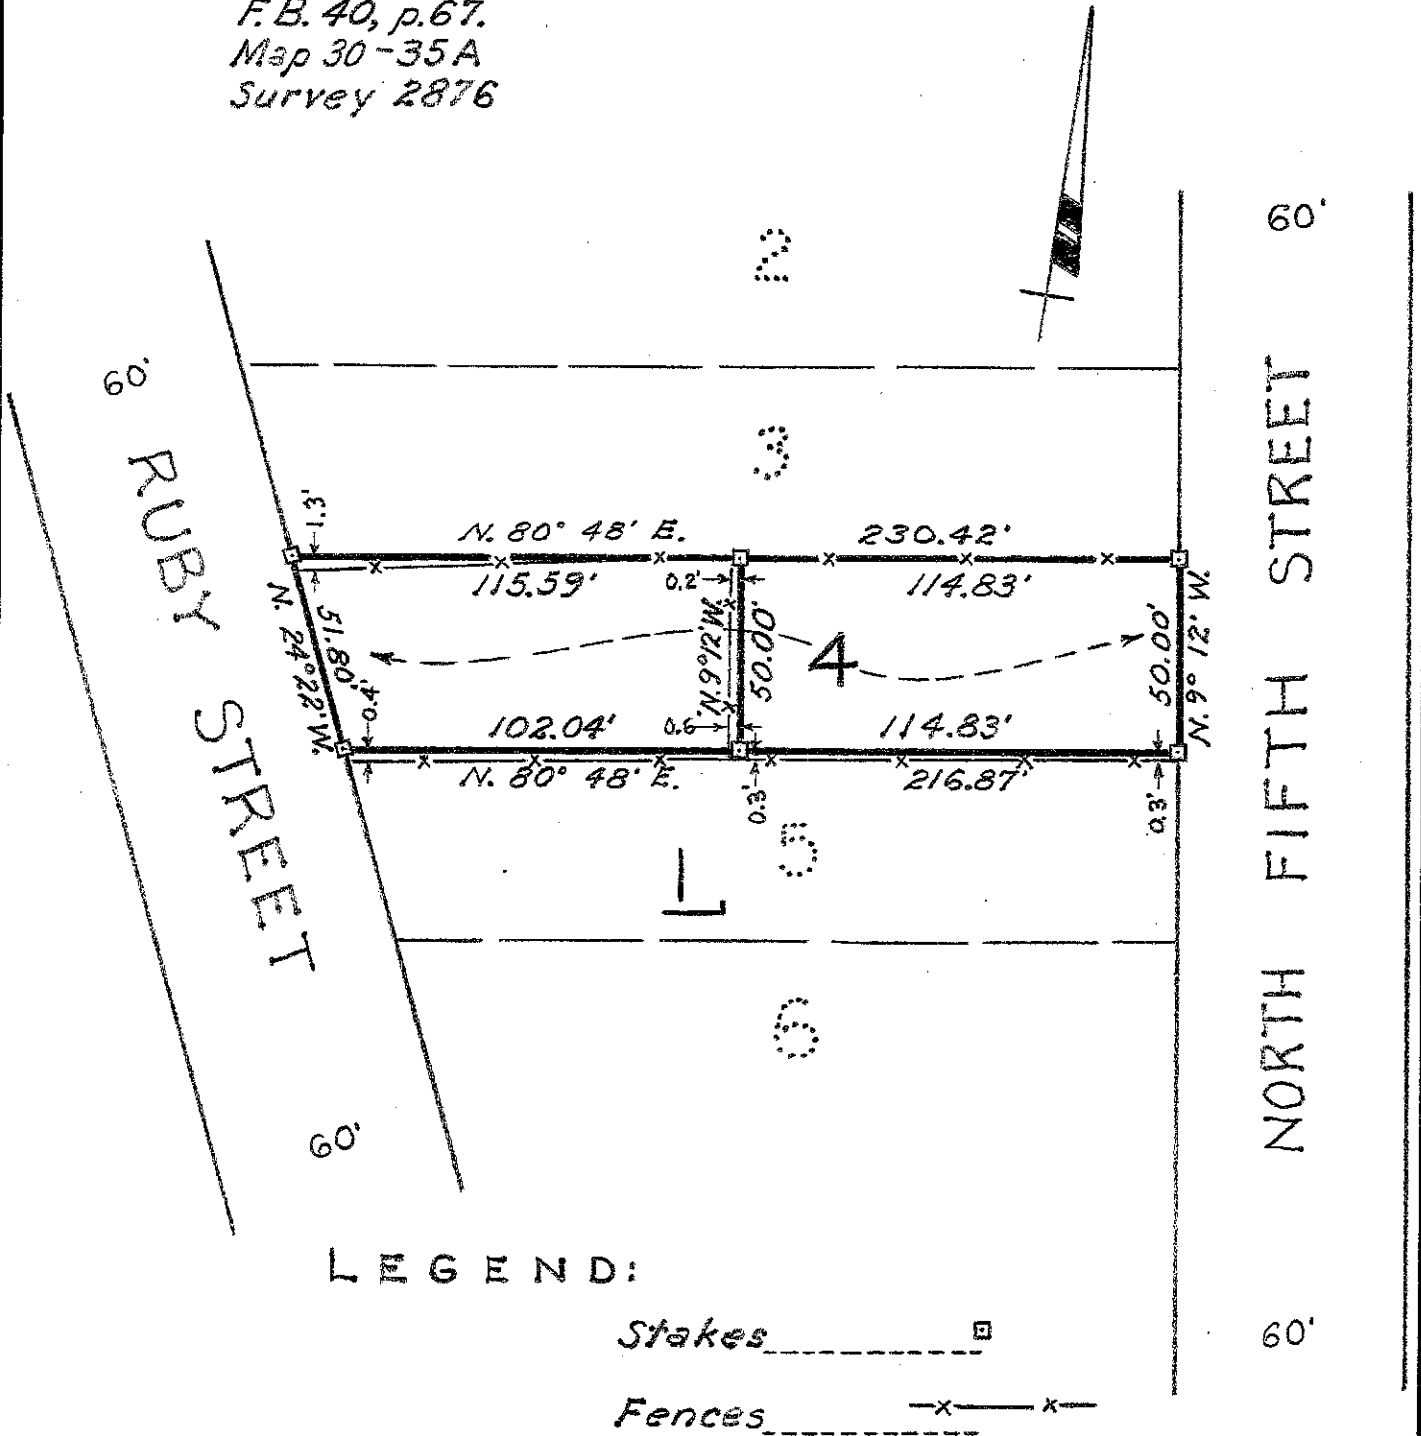 F.B. 40, p.67.
Map 30-35A
Survey 2876
60'
2
60'
RUBY STREET
3
NORTH FIFTH STREET
1.3'
N. 80° 48' E.
230.42'
115.59'
0.2'
114.83'
N. 24° 22' W.
51.80'
N. 9° 12' W.
50.00'
4
50.00'
N. 9° 12' W.
0.4'
102.04'
0.6'
114.83'
N. 80° 48' E.
0.3'
216.87'
0.3'
5
L
6
60'
LEGEND:
Stakes
60'
Fences